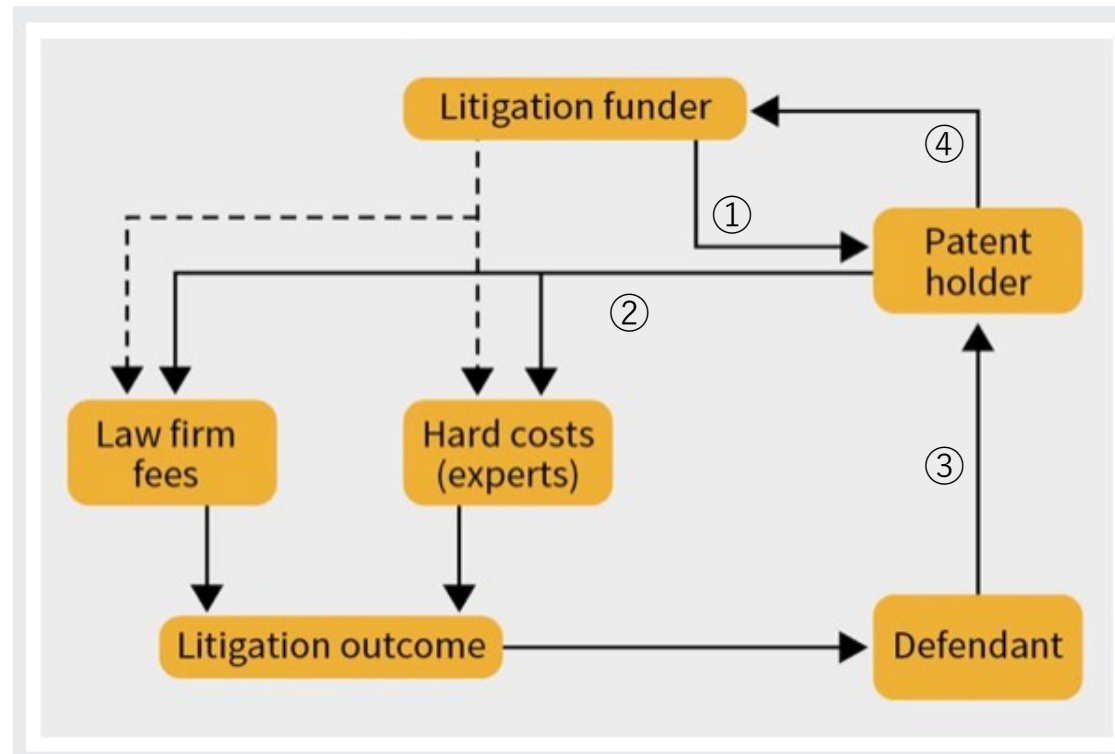 Litigation funder
④
①
Patent
holder
②
Law firm
fees
Hard costs
(experts)
③
Litigation outcome
Defendant